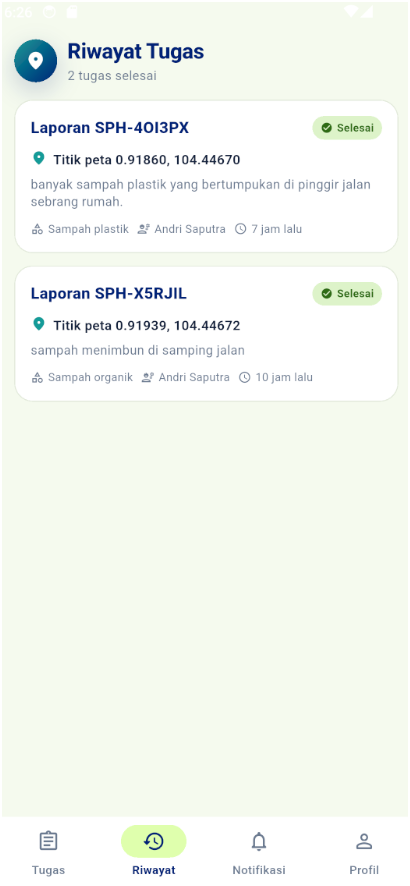 6:26
Riwayat Tugas
2 tugas selesai
Laporan SPH-4OI3PX
Selesai
Titik peta 0.91860, 104.44670
banyak sampah plastik yang bertumpukan di pinggir jalan
sebrang rumah.
Sampah plastik Andri Saputra 7 jam lalu
Laporan SPH-X5RJIL
Selesai
Titik peta 0.91939, 104.44672
sampah menimbun di samping jalan
Sampah organik Andri Saputra 10 jam lalu
Tugas Riwayat Notifikasi Profil